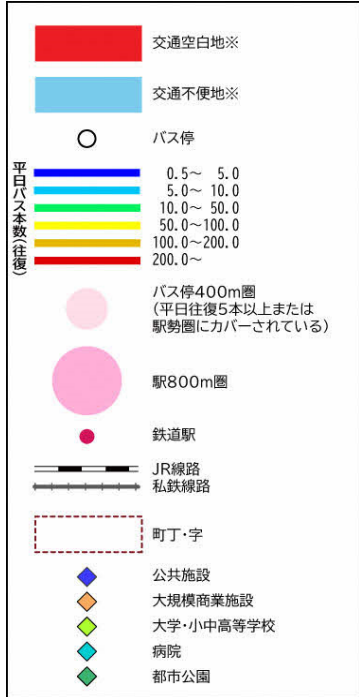 交通空白地※
交通不便地※
バス停
平日バス本数(往復)
0.5～ 5.0
5.0～ 10.0
10.0～ 50.0
50.0～100.0
100.0～200.0
200.0～
バス停400m圏
(平日往復5本以上または
駅勢圏にカバーされている)
駅800m圏
鉄道駅
JR線路
私鉄線路
町丁・字
公共施設
大規模商業施設
大学・小中高等学校
病院
都市公園